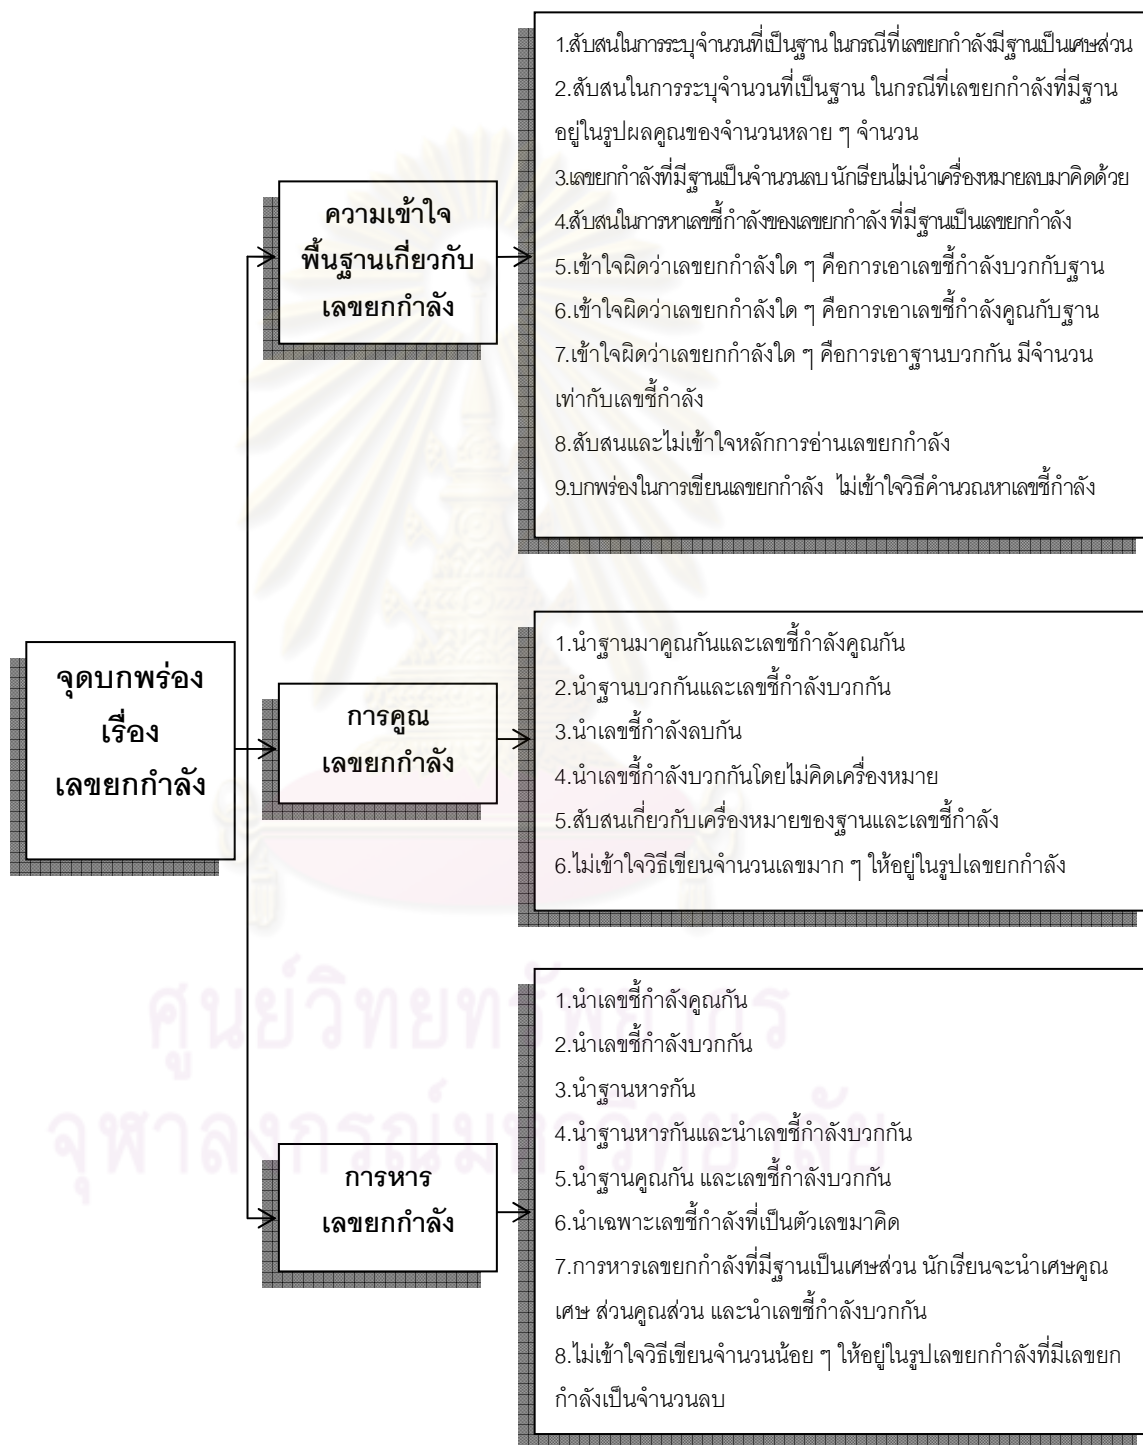 1.สับสนในการระบุจำนวนที่เป็นฐาน ในกรณีที่เลขยกกำลังมีฐานเป็นเศษส่วน
2.สับสนในการระบุจำนวนที่เป็นฐาน ในกรณีที่เลขยกกำลังที่มีฐาน
อยู่ในรูปผลคูณของจำนวนหลาย ๆ จำนวน
3.เลขยกกำลังที่มีฐานเป็นจำนวนลบ นักเรียนไม่นำเครื่องหมายลบมาคิดด้วย
4.สับสนในการหาเลขชี้กำลังของเลขยกกำลัง ที่มีฐานเป็นเลขยกกำลัง
5.เข้าใจผิดว่าเลขยกกำลังใด ๆ คือการเอาเลขชี้กำลังบวกกับฐาน
6.เข้าใจผิดว่าเลขยกกำลังใด ๆ คือการเอาเลขชี้กำลังคูณกับฐาน
7.เข้าใจผิดว่าเลขยกกำลังใด ๆ คือการเอาฐานบวกกัน มีจำนวน
เท่ากับเลขชี้กำลัง
8.สับสนและไม่เข้าใจหลักการอ่านเลขยกกำลัง
9.บกพร่องในการเขียนเลขยกกำลัง ไม่เข้าใจวิธีคำนวณหาเลขชี้กำลัง
ความเข้าใจ
พื้นฐานเกี่ยวกับ
เลขยกกำลัง
จุดบกพร่อง
เรื่อง
เลขยกกำลัง
การคูณ
เลขยกกำลัง
1.นำฐานมาคูณกันและเลขชี้กำลังคูณกัน
2.นำฐานบวกกันและเลขชี้กำลังบวกกัน
3.นำเลขชี้กำลังลบกัน
4.นำเลขชี้กำลังบวกกันโดยไม่คิดเครื่องหมาย
5.สับสนเกี่ยวกับเครื่องหมายของฐานและเลขชี้กำลัง
6.ไม่เข้าใจวิธีเขียนจำนวนเลขมาก ๆ ให้อยู่ในรูปเลขยกกำลัง
การหาร
เลขยกกำลัง
1.นำเลขชี้กำลังคูณกัน
2.นำเลขชี้กำลังบวกกัน
3.นำฐานหารกัน
4.นำฐานหารกันและนำเลขชี้กำลังบวกกัน
5.นำฐานคูณกัน และเลขชี้กำลังบวกกัน
6.นำเฉพาะเลขชี้กำลังที่เป็นตัวเลขมาคิด
7.การหารเลขยกกำลังที่มีฐานเป็นเศษส่วน นักเรียนจะนำเศษคูณ
เศษ ส่วนคูณส่วน และนำเลขชี้กำลังบวกกัน
8.ไม่เข้าใจวิธีเขียนจำนวนน้อย ๆ ให้อยู่ในรูปเลขยกกำลังที่มีเลขยก
กำลังเป็นจำนวนลบ
ศูนย์วิทยทรัพยากร
จุฬาลงกรณ์มหาวิทยาลัย